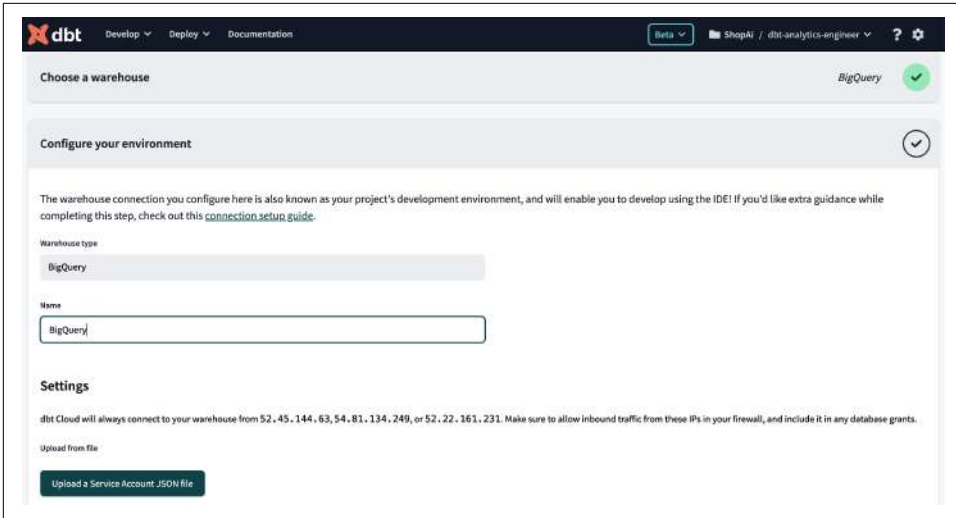 dbt Develop Deploy Documentation Beta ShopAi / dbt-analytics-engineer ?
Choose a warehouse BigQuery
Configure your environment
The warehouse connection you configure here is also known as your project's development environment, and will enable you to develop using the IDE! If you'd like extra guidance while
completing this step, check out this connection setup guide.
Warehouse type
BigQuery
Name
BigQuery
Settings
dbt Cloud will always connect to your warehouse from 52.45.144.63, 54.81.134.249, or 52.22.161.231. Make sure to allow inbound traffic from these IPs in your firewall, and include it in any database grants.
Upload from file
Upload a Service Account JSON file